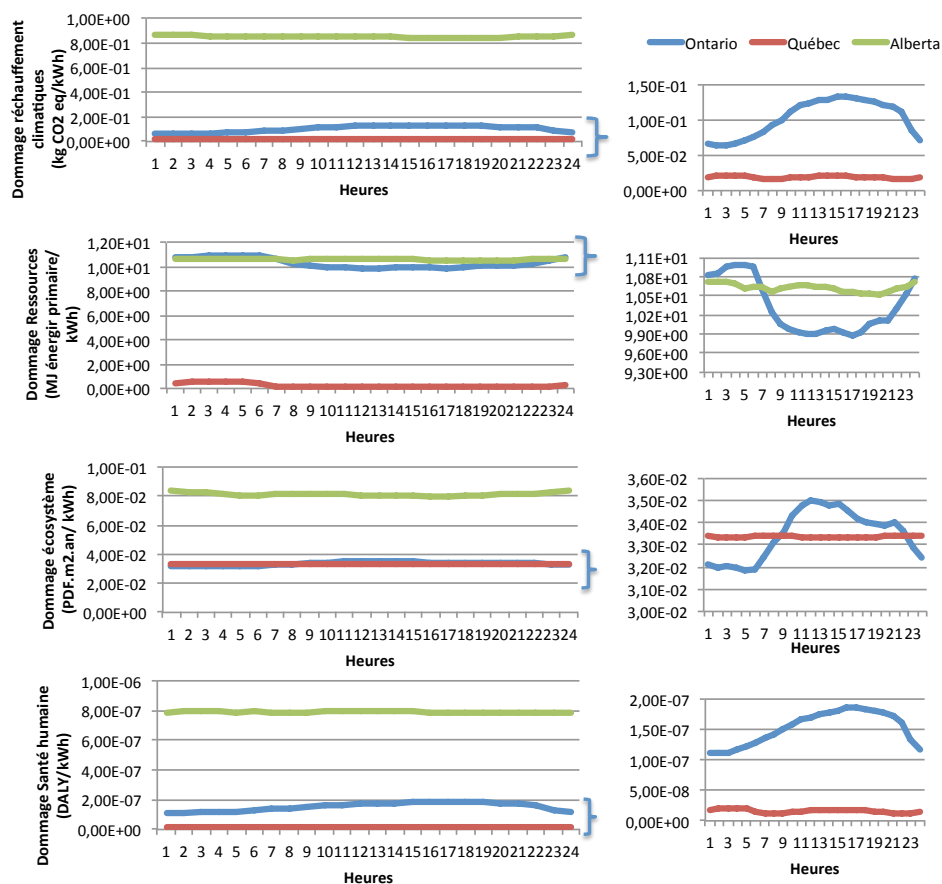 Ontario Québec Alberta
Dommage réchauffement
climatiques
(kg CO2 eq/kWh)
1,00E+00
8,00E-01
6,00E-01
4,00E-01
2,00E-01
0,00E+00
1 2 3 4 5 6 7 8 9 10 11 12 13 14 15 16 17 18 19 20 21 22 23 24
Heures
1,50E-01
1,00E-01
5,00E-02
0,00E+00
1 3 5 7 9 11 13 15 17 19 21 23
Heures
Dommage Ressources
(MJ énergir primaire/
kWh)
1,20E+01
1,00E+01
8,00E+00
6,00E+00
4,00E+00
2,00E+00
0,00E+00
1 2 3 4 5 6 7 8 9 10 11 12 13 14 15 16 17 18 19 20 21 22 23 24
Heures
1,11E+01
1,08E+01
1,05E+01
1,02E+01
9,90E+00
9,60E+00
9,30E+00
1 3 5 7 9 11 13 15 17 19 21 23
Heures
Dommage écosystème
(PDF.m2.an/ kWh)
1,00E-01
8,00E-02
6,00E-02
4,00E-02
2,00E-02
0,00E+00
1 2 3 4 5 6 7 8 9 10 11 12 13 14 15 16 17 18 19 20 21 22 23 24
Heures
3,60E-02
3,50E-02
3,40E-02
3,30E-02
3,20E-02
3,10E-02
3,00E-02
1 3 5 7 9 11 13 15 17 19 21 23
Heures
Dommage Santé humaine
(DALY/kWh)
1,00E-06
8,00E-07
6,00E-07
4,00E-07
2,00E-07
0,00E+00
1 2 3 4 5 6 7 8 9 10 11 12 13 14 15 16 17 18 19 20 21 22 23 24
Heures
2,00E-07
1,50E-07
1,00E-07
5,00E-08
0,00E+00
1 3 5 7 9 11 13 15 17 19 21 23
Heures